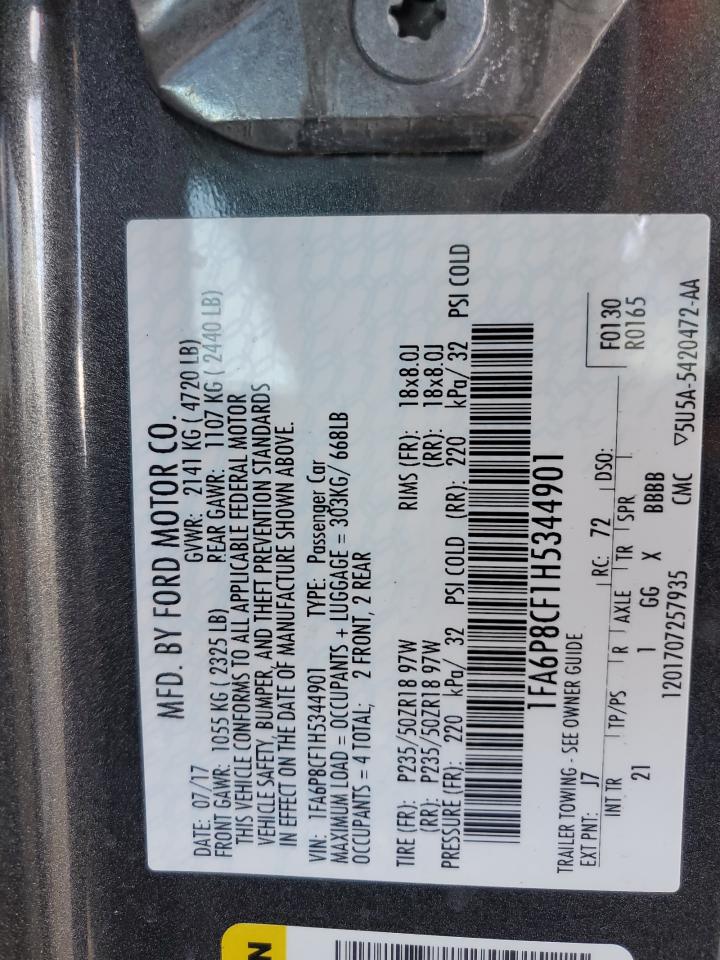 MFD. BY FORD MOTOR CO.
DATE: 07/17 GVWR: 2141 KG ( 4720 LB)
FRONT GAWR: 1055 KG ( 2325 LB) REAR GAWR: 1107 KG ( 2440 LB)
THIS VEHICLE CONFORMS TO ALL APPLICABLE FEDERAL MOTOR
VEHICLE SAFETY, BUMPER, AND THEFT PREVENTION STANDARDS
IN EFFECT ON THE DATE OF MANUFACTURE SHOWN ABOVE.
VIN: 1FA6P8CF1H5344901 TYPE: Passenger Car
MAXIMUM LOAD = OCCUPANTS + LUGGAGE = 303KG/ 668LB
OCCUPANTS = 4 TOTAL; 2 FRONT, 2 REAR
TIRE (FR): P235/50ZR18 97W RIMS (FR): 18x8.0J
(RR): P235/50ZR18 97W (RR): 18x8.0J
PRESSURE (FR): 220 kPa/ 32 PSI COLD (RR): 220 kPa/ 32 PSI COLD
1FA6P8CF1H5344901
TRAILER TOWING - SEE OWNER GUIDE
EXT PNT: J7 RC: 72 DSO: F0130
INT TR TP/PS R AXLE TR SPR R0165
21 1 GG X BBBB
1201707257935 CMC ▽5U5A-5420472-AA
N